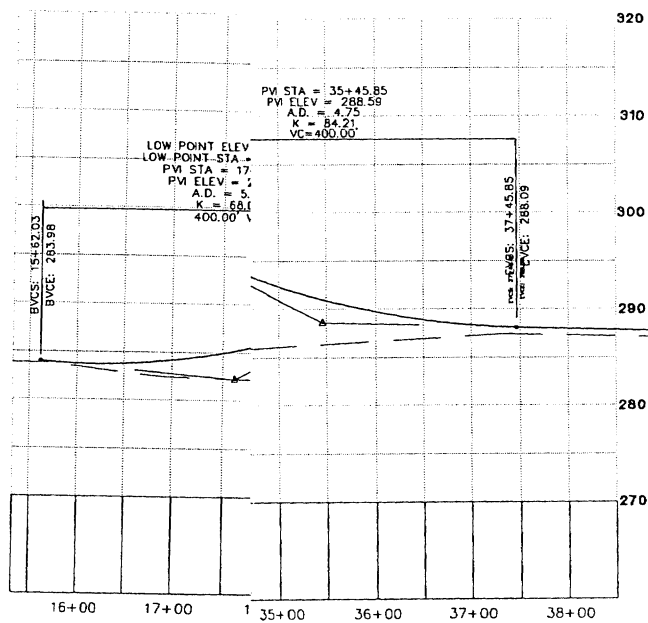 320
PVI STA = 35+45.85
PVI ELEV = 288.59
A.D. = 4.75
K = 84.21
VC=400.00'
310
LOW POINT ELEV
LOW POINT STA =
PVI STA = 17
PVI ELEV =
A.D. = 5.
K = 68.
400.00'
300
BVCS: 15+62.03
BVCE: 283.98
EVCS: 37+45.85
EVCE: 288.09
290
280
270
16+00
17+00
1
35+00
36+00
37+00
38+00